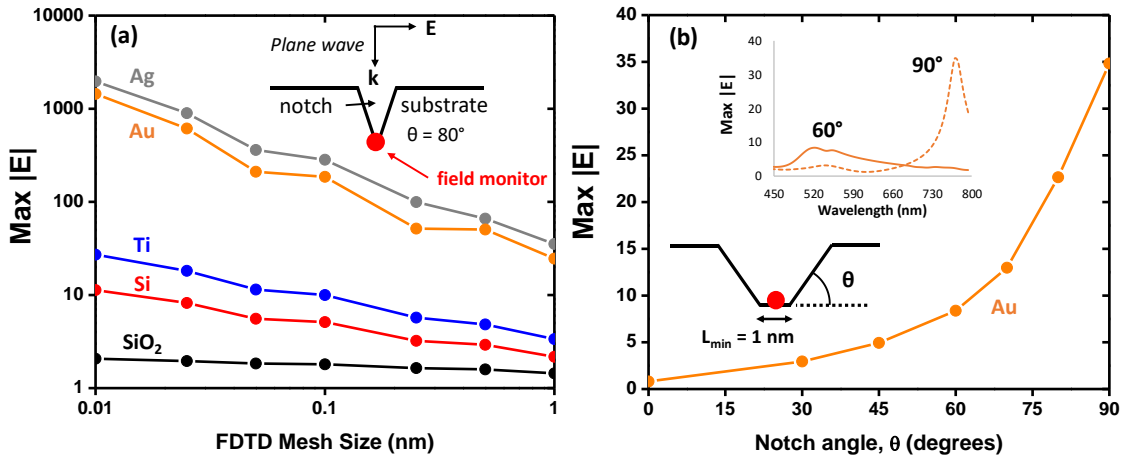 (a)
Plane wave
E
k
notch
substrate
θ = 80°
field monitor
Ag
Au
Ti
Si
SiO2
Max |E|
1000
100
10
1
0.01
0.1
1
FDTD Mesh Size (nm)
(b)
Max |E|
40
35
30
25
20
15
10
5
0
0
15
30
45
60
75
90
Notch angle, θ (degrees)
Max |E|
40
30
20
10
0
450
520
590
660
730
800
Wavelength (nm)
60°
90°
θ
Lmin = 1 nm
Au